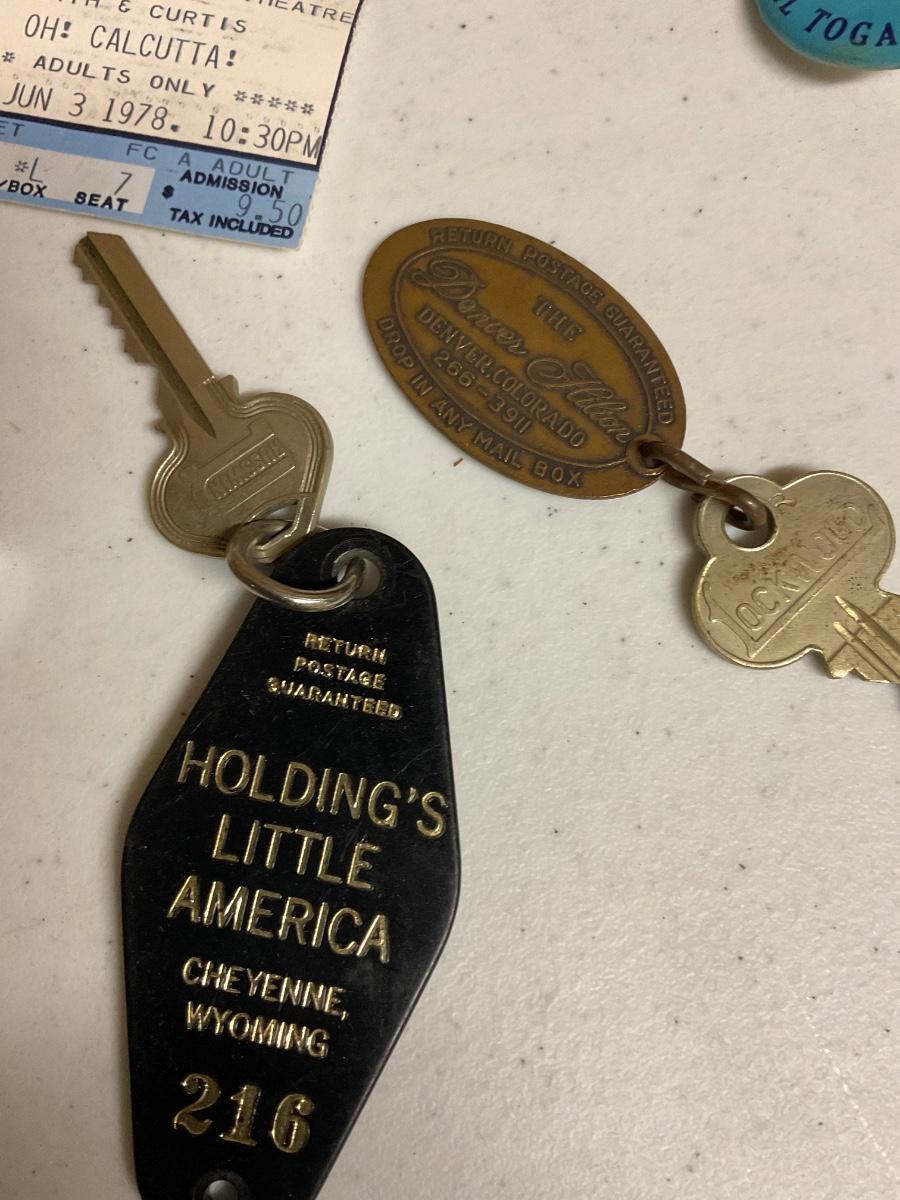 THEATRE
TH & CURTIS
OH! CALCUTTA!
* ADULTS ONLY *****
JUN 3 1978. 10:30PM
ET
FC A ADULT
*L 7 $ ADMISSION
/BOX SEAT 9.50
TAX INCLUDED
L TOGA
RETURN POSTAGE GUARANTEED
THE
Denver Hilton
DENVER, COLORADO
266-3911
DROP IN ANY MAIL BOX
LOCKWOOD
RETURN
POSTAGE
GUARANTEED
HOLDING'S
LITTLE
AMERICA
CHEYENNE,
WYOMING
216